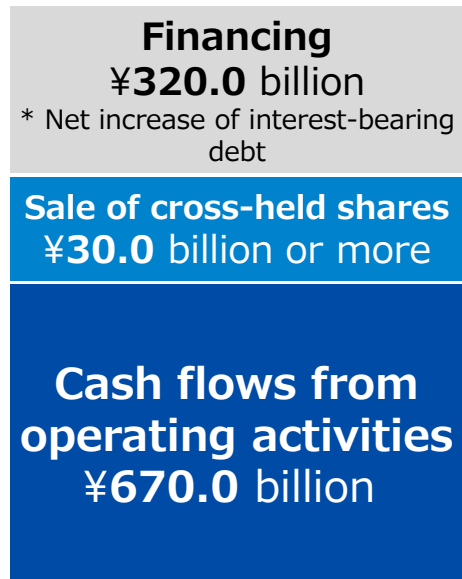 Financing
¥320.0 billion
* Net increase of interest-bearing
debt
Sale of cross-held shares
¥30.0 billion or more
Cash flows from
operating activities
¥670.0 billion